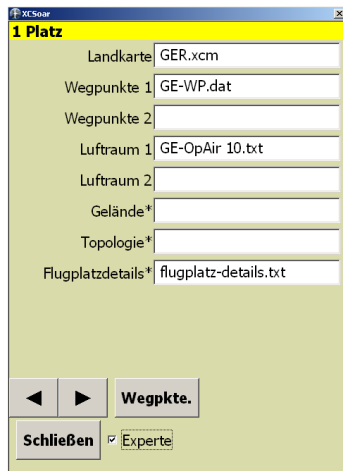 XCSoar
1 Platz
Landkarte GER.xcm
Wegpunkte 1 GE-WP.dat
Wegpunkte 2
Luftraum 1 GE-OpAir 10.txt
Luftraum 2
Gelände*
Topologie*
Flugplatzdetails* flugplatz-details.txt
Wegpkte.
Schließen Experte